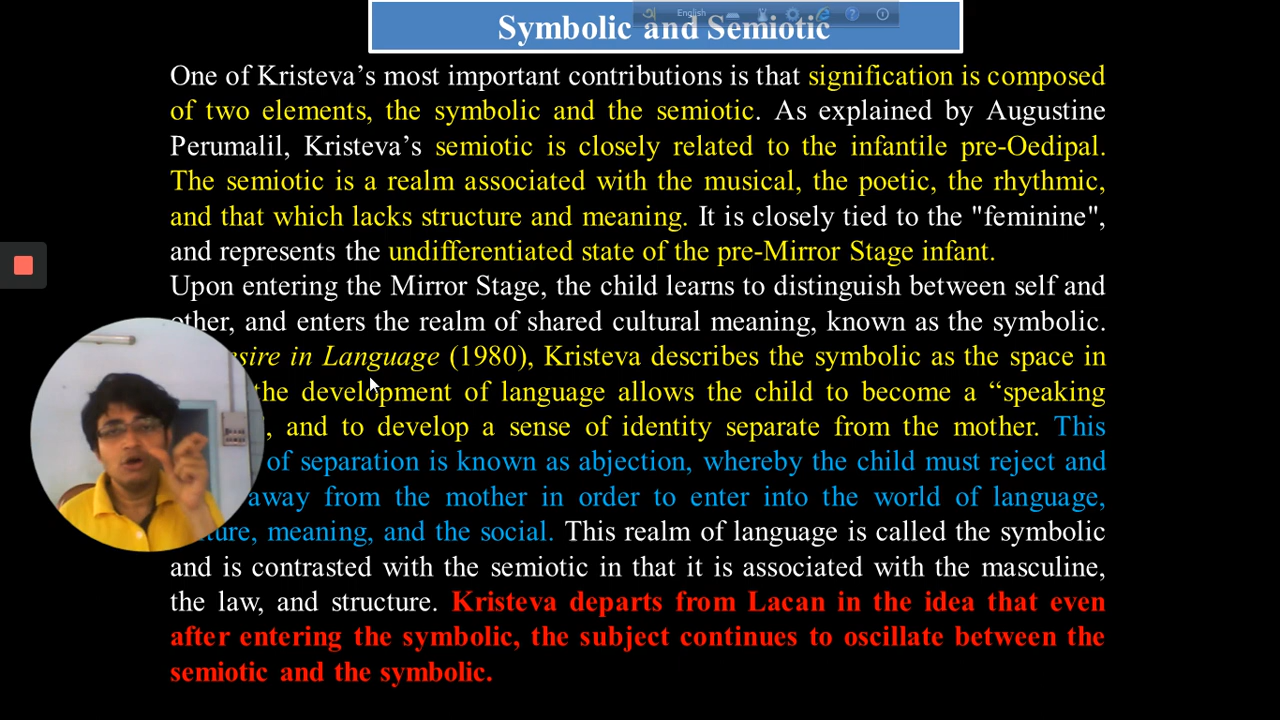 English
Symbolic and Semiotic
One of Kristeva’s most important contributions is that signification is composed
of two elements, the symbolic and the semiotic. As explained by Augustine
Perumalil, Kristeva’s semiotic is closely related to the infantile pre-Oedipal.
The semiotic is a realm associated with the musical, the poetic, the rhythmic,
and that which lacks structure and meaning. It is closely tied to the "feminine",
and represents the undifferentiated state of the pre-Mirror Stage infant.
Upon entering the Mirror Stage, the child learns to distinguish between self and
other, and enters the realm of shared cultural meaning, known as the symbolic.
in Language (1980), Kristeva describes the symbolic as the space in
the development of language allows the child to become a “speaking
, and to develop a sense of identity separate from the mother. This
of separation is known as abjection, whereby the child must reject and
away from the mother in order to enter into the world of language,
meaning, and the social. This realm of language is called the symbolic
and is contrasted with the semiotic in that it is associated with the masculine,
the law, and structure. Kristeva departs from Lacan in the idea that even
after entering the symbolic, the subject continues to oscillate between the
semiotic and the symbolic.